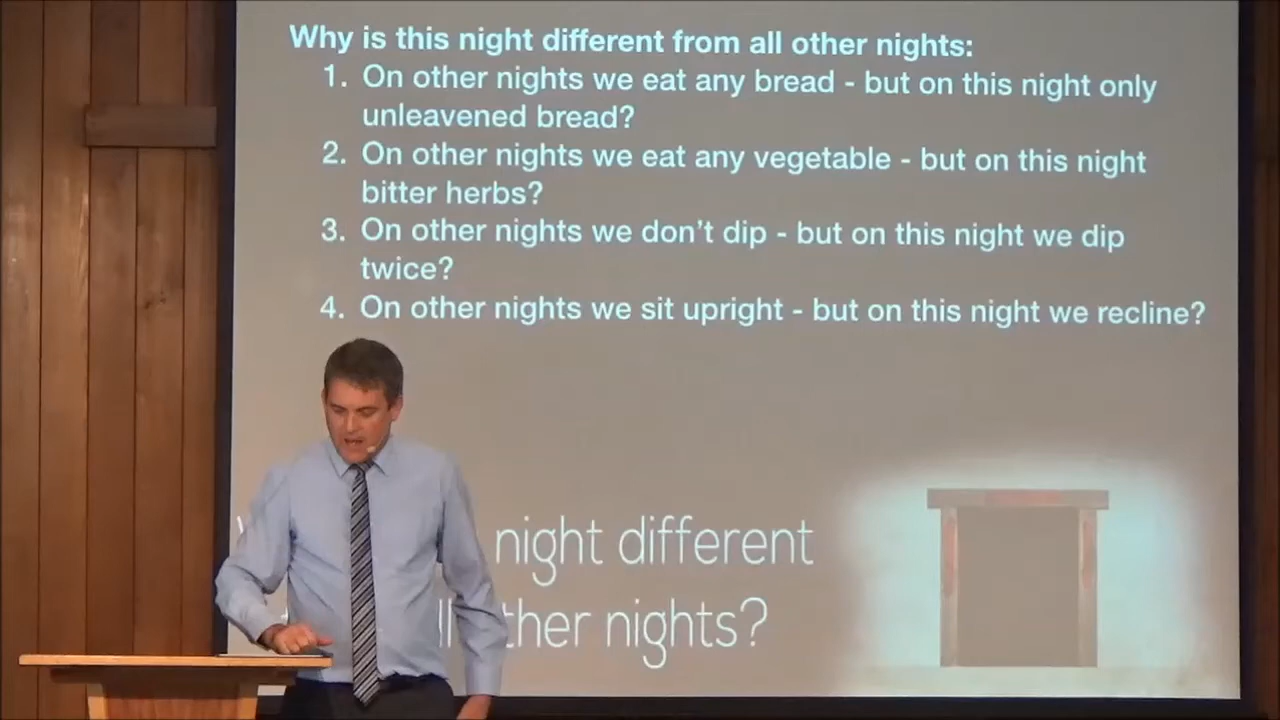 Why is this night different from all other nights:
1. On other nights we eat any bread - but on this night only
unleavened bread?
2. On other nights we eat any vegetable - but on this night
bitter herbs?
3. On other nights we don't dip - but on this night we dip
twice?
4. On other nights we sit upright - but on this night we recline?
night different
nights?